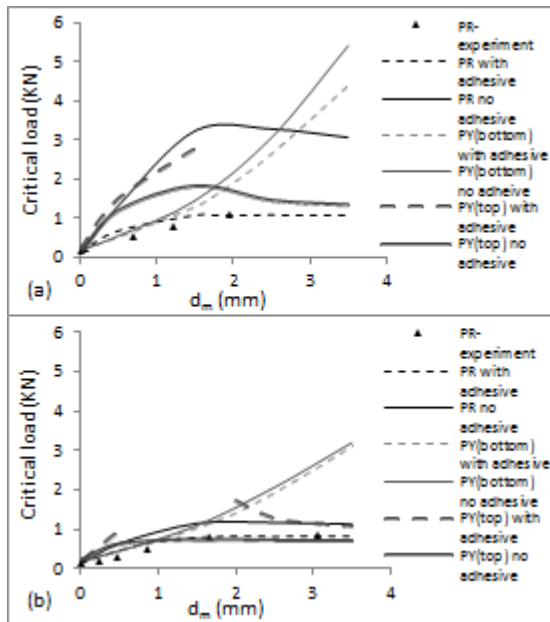 6
5
4
3
2
1
0
Critical load (KN)
0 1 2 3 4
d_m (mm)
(a)
PR-
experiment
PR with
adhesive
PR no
adhesive
PY(bottom)
with adhesive
PY(bottom)
no adheive
PY(top) with
adhesive
PY(top) no
adhesive
6
5
4
3
2
1
0
Critical load (KN)
0 1 2 3 4
d_m (mm)
(b)
PR-
experiment
PR with
adhesive
PR no
adhesive
PY(bottom)
with adhesive
PY(bottom)
no adhesive
PY(top) with
adhesive
PY(top) no
adhesive